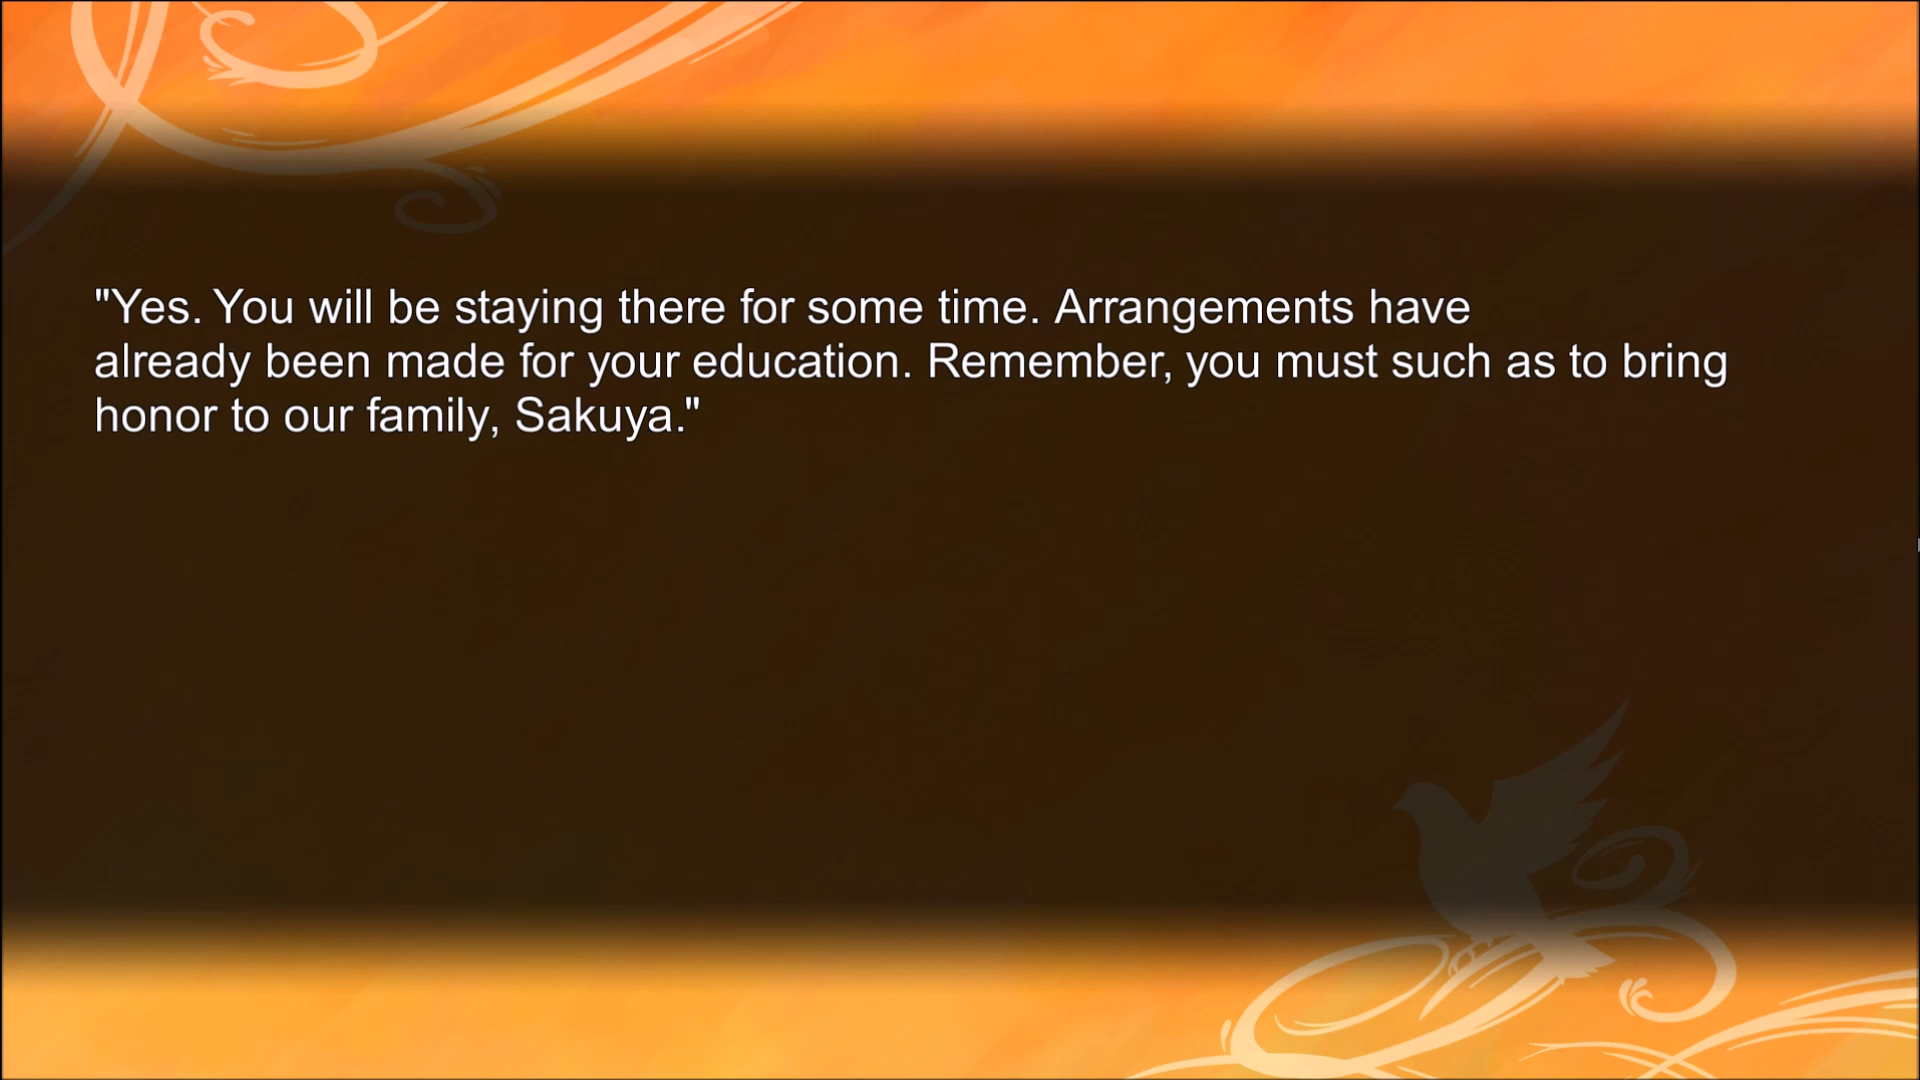 "Yes. You will be staying there for some time. Arrangements have
already been made for your education. Remember, you must such as to bring
honor to our family, Sakuya."